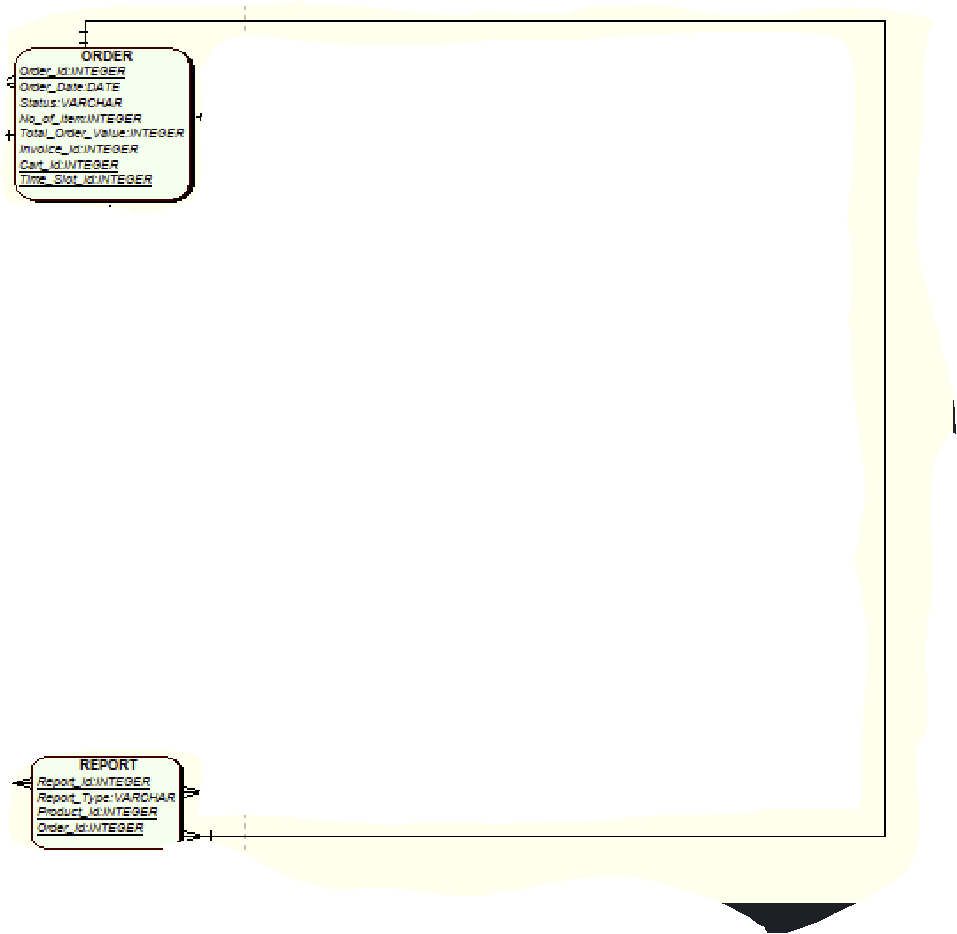 ORDER
Order_Id:INTEGER
Order_Date:DATE
Status:VARCHAR
No_of_Item:INTEGER
Total_Order_Value:INTEGER
Invoice_Id:INTEGER
Cart_Id:INTEGER
Time_Slot_Id:INTEGER
REPORT
Report_Id:INTEGER
Report_Type:VARCHAR
Product_Id:INTEGER
Order_Id:INTEGER